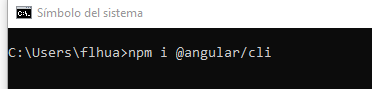 Símbolo del sistema
C:\Users\flhua>npm i @angular/cli